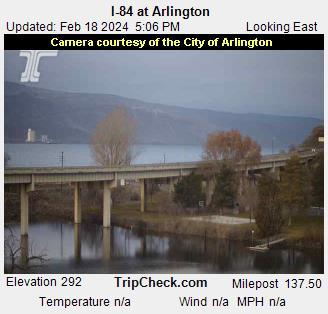 I-84 at Arlington
Updated: Feb 18 2024 5:06 PM Looking East
Camera courtesy of the City of Arlington
Elevation 292 TripCheck.com Milepost 137.50
Temperature n/a Wind n/a MPH n/a